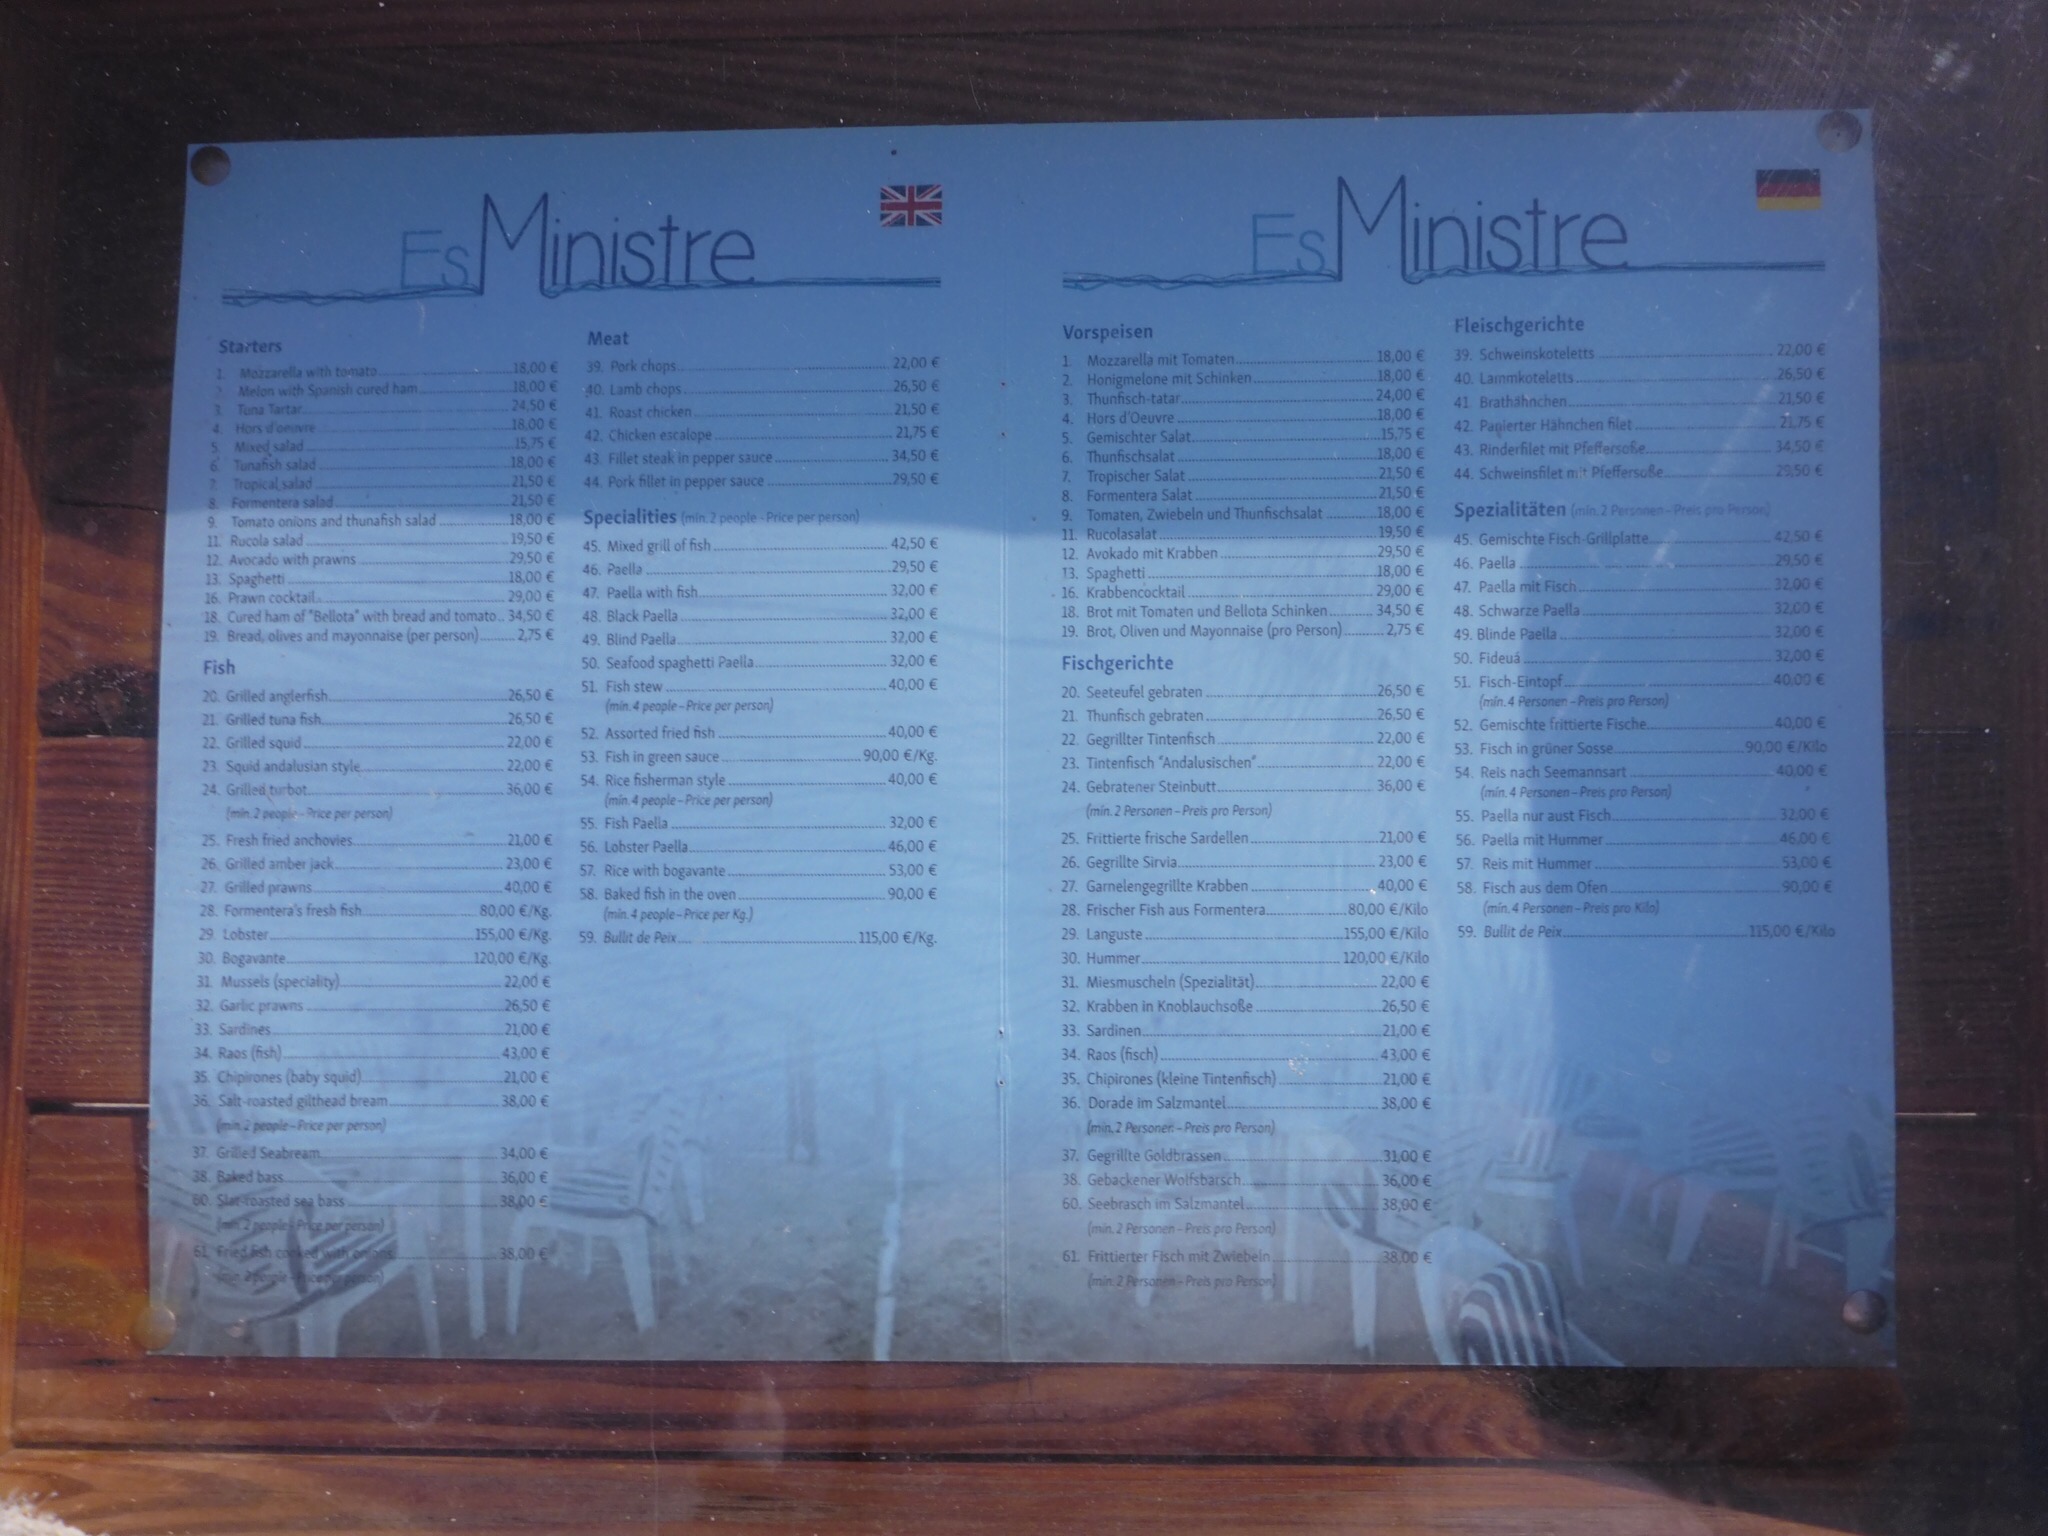 Es Ministre
Starters
1. Mozzarella with tomato 18,00 €
2. Melon with Spanish cured ham 18,00 €
3. Tuna Tartar 24,50 €
4. Hors d'oeuvre 18,00 €
5. Mixed salad 15,75 €
6. Tunafish salad 18,00 €
7. Tropical salad 21,50 €
8. Formentera salad 21,50 €
9. Tomato onions and thunafish salad 18,00 €
11. Rucola salad 19,50 €
12. Avocado with prawns 29,50 €
13. Spaghetti 18,00 €
16. Prawn cocktail 29,00 €
18. Cured ham of "Bellota" with bread and tomato 34,50 €
19. Bread, olives and mayonnaise (per person) 2,75 €
Fish
20. Grilled anglerfish 26,50 €
21. Grilled tuna fish 26,50 €
22. Grilled squid 22,00 €
23. Squid andalusian style 22,00 €
24. Grilled turbot 36,00 €
(min. 2 people – Price per person)
25. Fresh fried anchovies 21,00 €
26. Grilled amber jack 23,00 €
27. Grilled prawns 40,00 €
28. Formentera's fresh fish 80,00 €/Kg.
29. Lobster 155,00 €/Kg.
30. Bogavante 120,00 €/Kg.
31. Mussels (speciality) 22,00 €
32. Garlic prawns 26,50 €
33. Sardines 21,00 €
34. Raos (fish) 43,00 €
35. Chipirones (baby squid) 21,00 €
36. Salt-roasted gilthead bream 38,00 €
(min. 2 people – Price per person)
37. Grilled Seabream 34,00 €
38. Baked bass 36,00 €
60. Slat-roasted sea bass 38,00 €
(min. 2 people - Price per person)
61. Fried fish cooked with onions 38,00 €
(min. 2 people - Price per person)
Meat
39. Pork chops 22,00 €
40. Lamb chops 26,50 €
41. Roast chicken 21,50 €
42. Chicken escalope 21,75 €
43. Fillet steak in pepper sauce 34,50 €
44. Pork fillet in pepper sauce 29,50 €
Specialities (min. 2 people - Price per person)
45. Mixed grill of fish 42,50 €
46. Paella 29,50 €
47. Paella with fish 32,00 €
48. Black Paella 32,00 €
49. Blind Paella 32,00 €
50. Seafood spaghetti Paella 32,00 €
51. Fish stew 40,00 €
(min. 4 people – Price per person)
52. Assorted fried fish 40,00 €
53. Fish in green sauce 90,00 €/Kg.
54. Rice fisherman style 40,00 €
(min. 4 people – Price per person)
55. Fish Paella 32,00 €
56. Lobster Paella 46,00 €
57. Rice with bogavante 53,00 €
58. Baked fish in the oven 90,00 €
(min. 4 people – Price per Kg.)
59. Bullit de Peix 115,00 €/Kg.
Es Ministre
Vorspeisen
1. Mozzarella mit Tomaten 18,00 €
2. Honigmelone mit Schinken 18,00 €
3. Thunfisch-tatar 24,00 €
4. Hors d'Oeuvre 18,00 €
5. Gemischter Salat 15,75 €
6. Thunfischsalat 18,00 €
7. Tropischer Salat 21,50 €
8. Formentera Salat 21,50 €
9. Tomaten, Zwiebeln und Thunfischsalat 18,00 €
11. Rucolasalat 19,50 €
12. Avokado mit Krabben 29,50 €
13. Spaghetti 18,00 €
16. Krabbencocktail 29,00 €
18. Brot mit Tomaten und Bellota Schinken 34,50 €
19. Brot, Oliven und Mayonnaise (pro Person) 2,75 €
Fischgerichte
20. Seeteufel gebraten 26,50 €
21. Thunfisch gebraten 26,50 €
22. Gegrillter Tintenfisch 22,00 €
23. Tintenfisch "Andalusischen" 22,00 €
24. Gebratener Steinbutt 36,00 €
(min. 2 Personen – Preis pro Person)
25. Frittierte frische Sardellen 21,00 €
26. Gegrillte Sirvia 23,00 €
27. Garnelengegrillte Krabben 40,00 €
28. Frischer Fish aus Formentera 80,00 €/Kilo
29. Languste 155,00 €/Kilo
30. Hummer 120,00 €/Kilo
31. Miesmuscheln (Spezialität) 22,00 €
32. Krabben in Knoblauchsoße 26,50 €
33. Sardinen 21,00 €
34. Raos (fisch) 43,00 €
35. Chipirones (kleine Tintenfisch) 21,00 €
36. Dorade im Salzmantel 38,00 €
(min. 2 Personen – Preis pro Person)
37. Gegrillte Goldbrassen 31,00 €
38. Gebackener Wolfsbarsch 36,00 €
60. Seebrasch im Salzmantel 38,00 €
(min. 2 Personen - Preis pro Person)
61. Frittierter Fisch mit Zwiebeln 38,00 €
(min. 2 Personen - Preis pro Person)
Fleischgerichte
39. Schweinskoteletts 22,00 €
40. Lammkoteletts 26,50 €
41. Brathähnchen 21,50 €
42. Panierter Hähnchen filet 21,75 €
43. Rinderfilet mit Pfeffersoße 34,50 €
44. Schweinsfilet mit Pfeffersoße 29,50 €
Spezialitäten (min. 2 Personen – Preis pro Person)
45. Gemischte Fisch-Grillplatte 42,50 €
46. Paella 29,50 €
47. Paella mit Fisch 32,00 €
48. Schwarze Paella 32,00 €
49. Blinde Paella 32,00 €
50. Fideuá 32,00 €
51. Fisch-Eintopf 40,00 €
(min. 4 Personen – Preis pro Person)
52. Gemischte frittierte Fische 40,00 €
53. Fisch in grüner Sosse 90,00 €/Kilo
54. Reis nach Seemannsart 40,00 €
(min. 4 Personen – Preis pro Person)
55. Paella nur aust Fisch 32,00 €
56. Paella mit Hummer 46,00 €
57. Reis mit Hummer 53,00 €
58. Fisch aus dem Ofen 90,00 €
(min. 4 Personen – Preis pro Kilo)
59. Bullit de Peix 115,00 €/Kilo